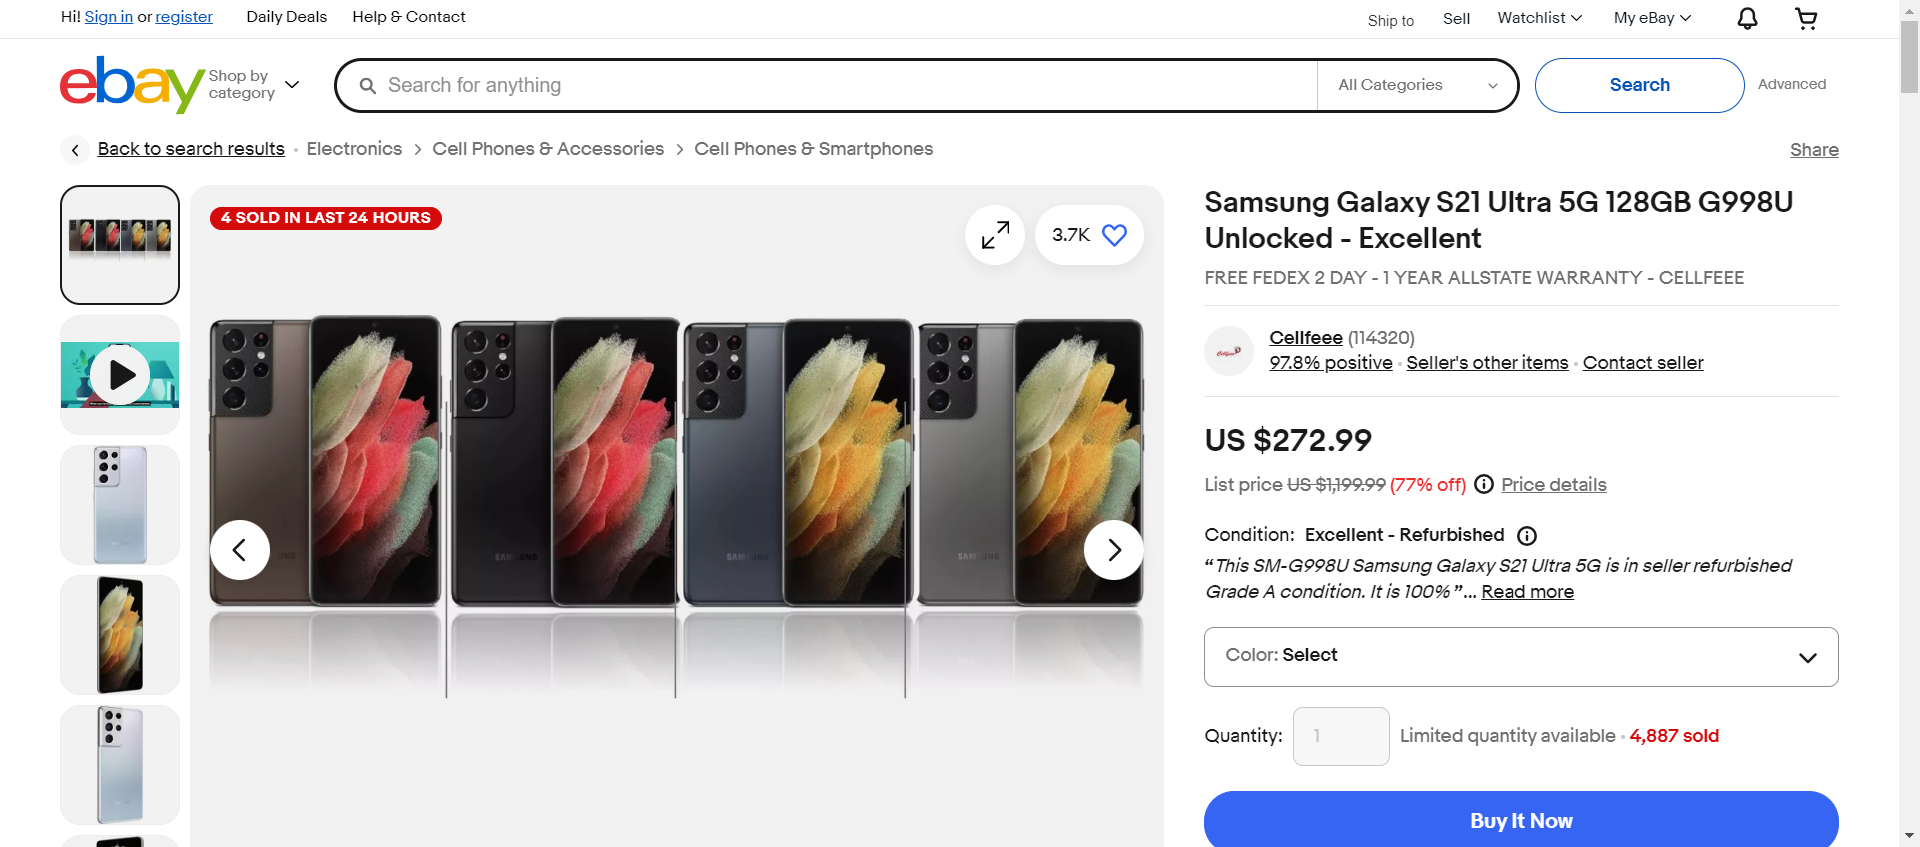 Hi! Sign in or register
Daily Deals
Help & Contact
Ship to
Sell
Watchlist
My eBay
ebay
Shop by
category
Search for anything
All Categories
Search
Advanced
Back to search results
Electronics
Cell Phones & Accessories
Cell Phones & Smartphones
Share
4 SOLD IN LAST 24 HOURS
3.7K
SAMSUNG
SAMSUNG
SAMSUNG
Samsung Galaxy S21 Ultra 5G 128GB G998U
Unlocked - Excellent
FREE FEDEX 2 DAY - 1 YEAR ALLSTATE WARRANTY - CELLFEEE
Cellfeee (114320)
97.8% positive · Seller's other items · Contact seller
US $272.99
List price US $1,199.99 (77% off) Price details
Condition: Excellent - Refurbished
“This SM-G998U Samsung Galaxy S21 Ultra 5G is in seller refurbished
Grade A condition. It is 100%”... Read more
Color: Select
Quantity: 1 Limited quantity available · 4,887 sold
Buy It Now